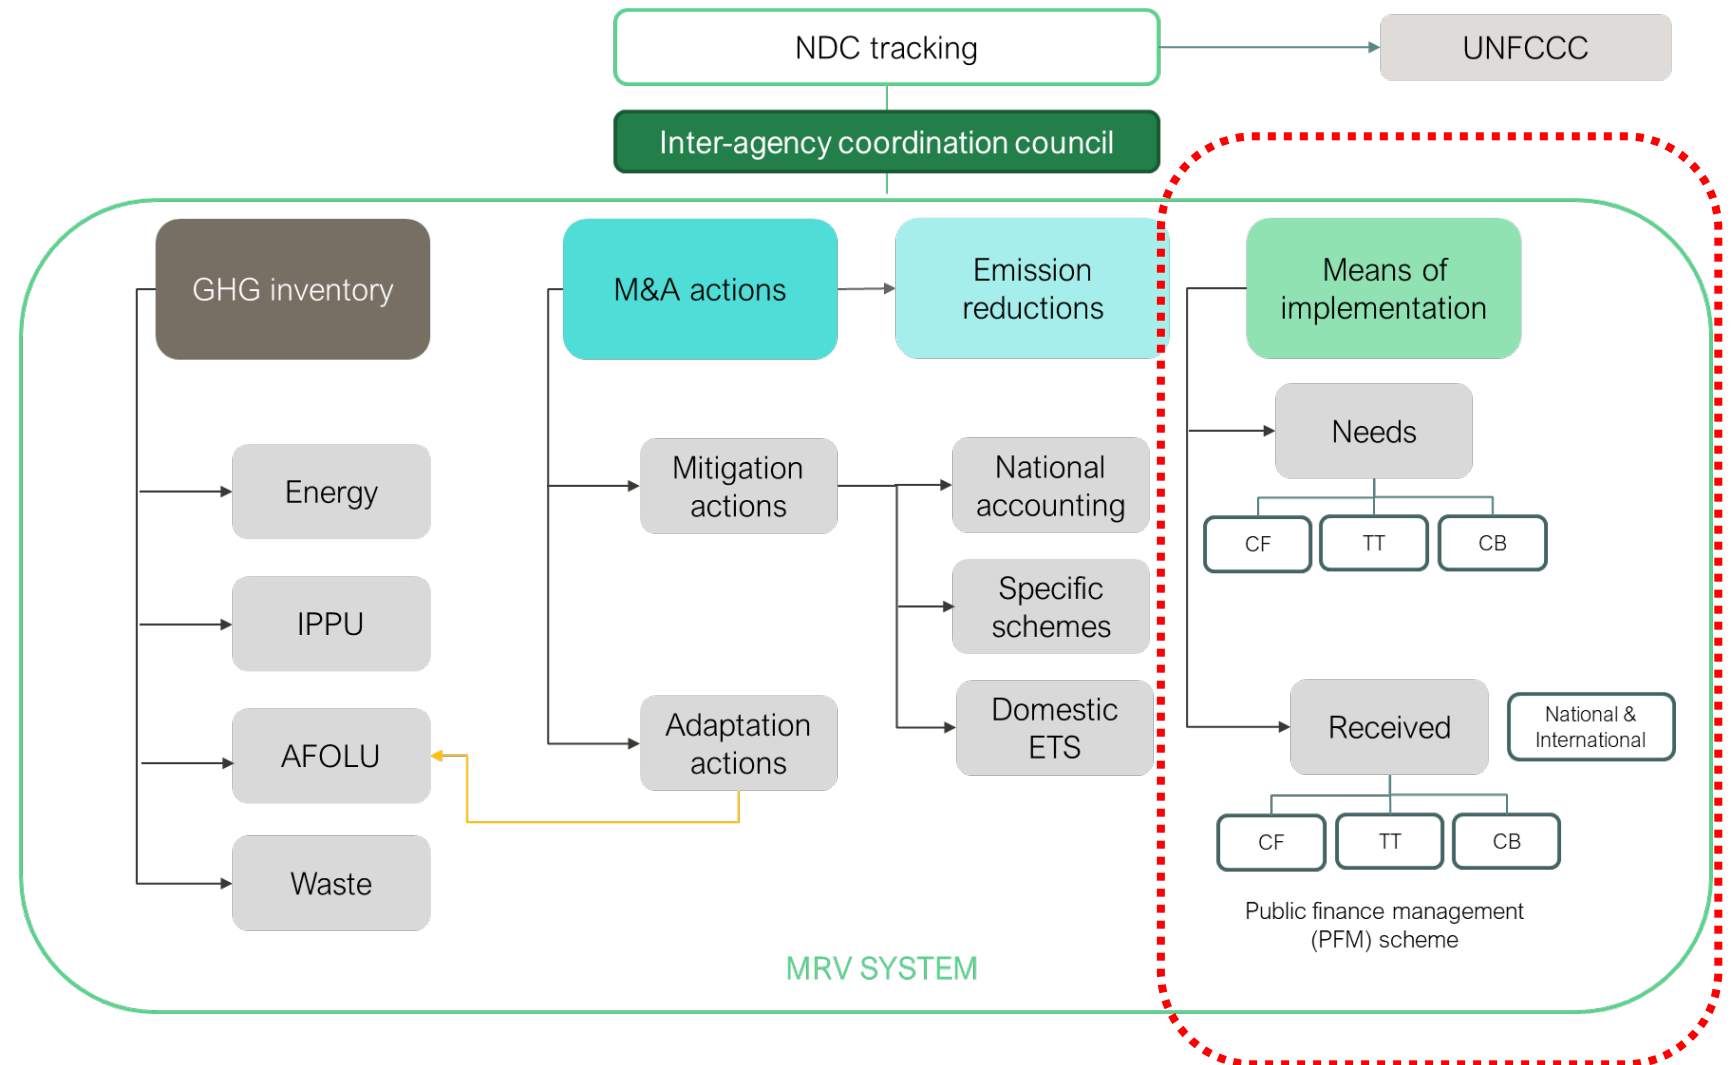 NDC tracking
UNFCCC
Inter-agency coordination council
GHG inventory
M&A actions
Emission
reductions
Means of
implementation
Energy
IPPU
AFOLU
Waste
Mitigation
actions
Adaptation
actions
National
accounting
Specific
schemes
Domestic
ETS
Needs
CF
TT
CB
Received
National &
International
CF
TT
CB
Public finance management
(PFM) scheme
MRV SYSTEM